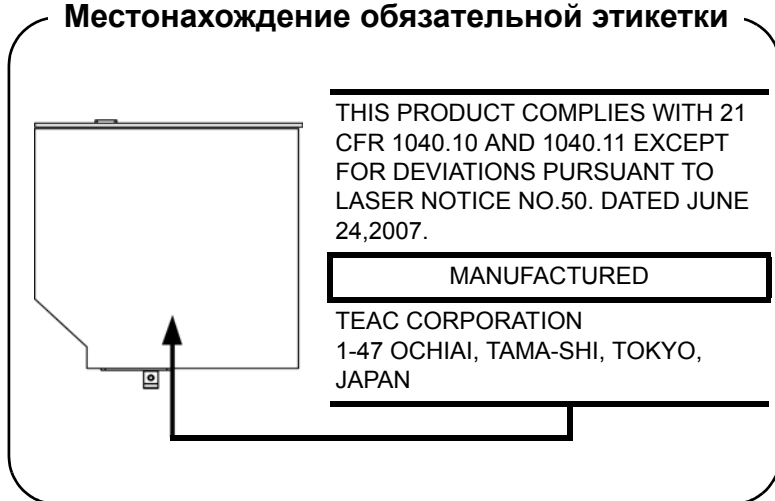 Местонахождение обязательной этикетки
THIS PRODUCT COMPLIES WITH 21
CFR 1040.10 AND 1040.11 EXCEPT
FOR DEVIATIONS PURSUANT TO
LASER NOTICE NO.50. DATED JUNE
24,2007.
MANUFACTURED
TEAC CORPORATION
1-47 OCHIAI, TAMA-SHI, TOKYO,
JAPAN